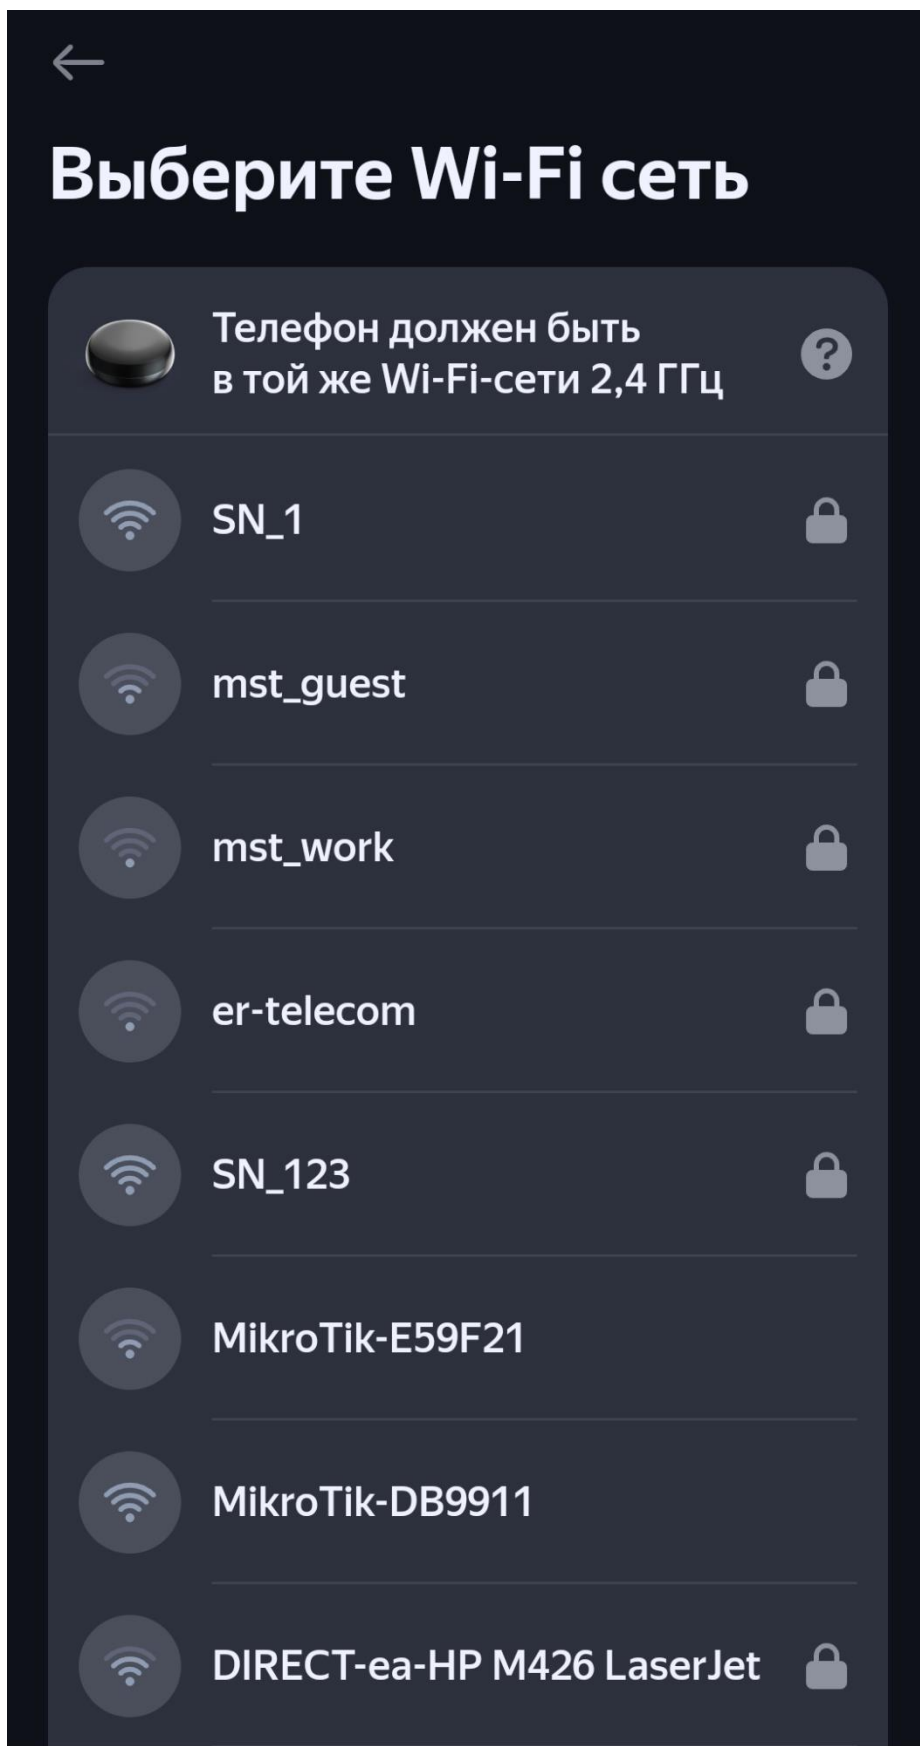 Выберите Wi-Fi сеть
Телефон должен быть
в той же Wi-Fi-сети 2,4 ГГц
?
SN_1
mst_guest
mst_work
er-telecom
SN_123
MikroTik-E59F21
MikroTik-DB9911
DIRECT-ea-HP M426 LaserJet